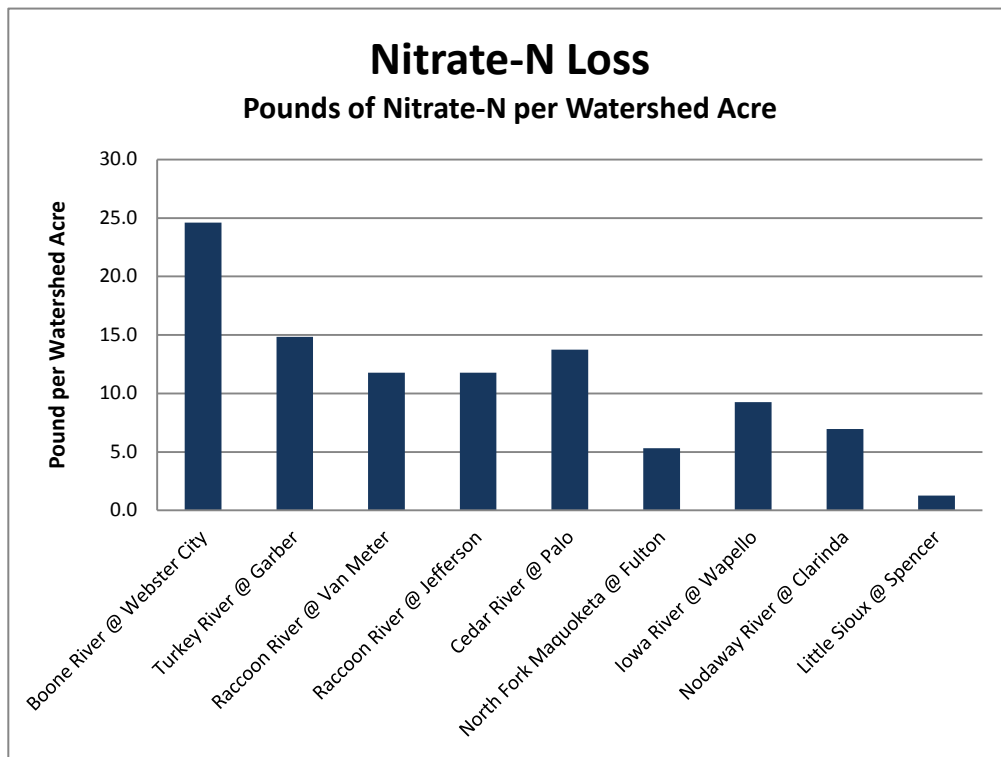 Nitrate-N Loss
Pounds of Nitrate-N per Watershed Acre
Pound per Watershed Acre
30.0
25.0
20.0
15.0
10.0
5.0
0.0
Boone River @ Webster City
Turkey River @ Garber
Raccoon River @ Van Meter
Raccoon River @ Jefferson
Cedar River @ Palo
North Fork Maquoketa @ Fulton
Iowa River @ Wapello
Nodaway River @ Clarinda
Little Sioux @ Spencer